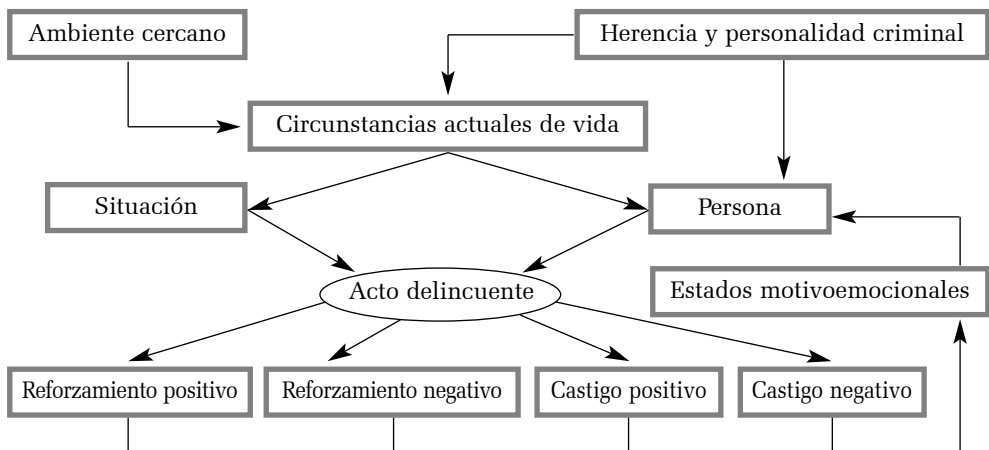 Ambiente cercano
Herencia y personalidad criminal
Circunstancias actuales de vida
Situación
Persona
Acto delincuente
Estados motivoemocionales
Reforzamiento positivo
Reforzamiento negativo
Castigo positivo
Castigo negativo